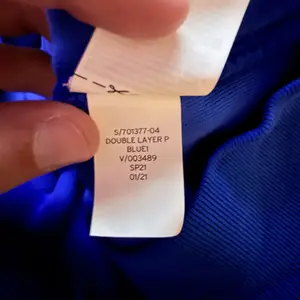 S/701377-04
DOUBLE LAYER P
BLUE1
V/003489
SP21
01/21